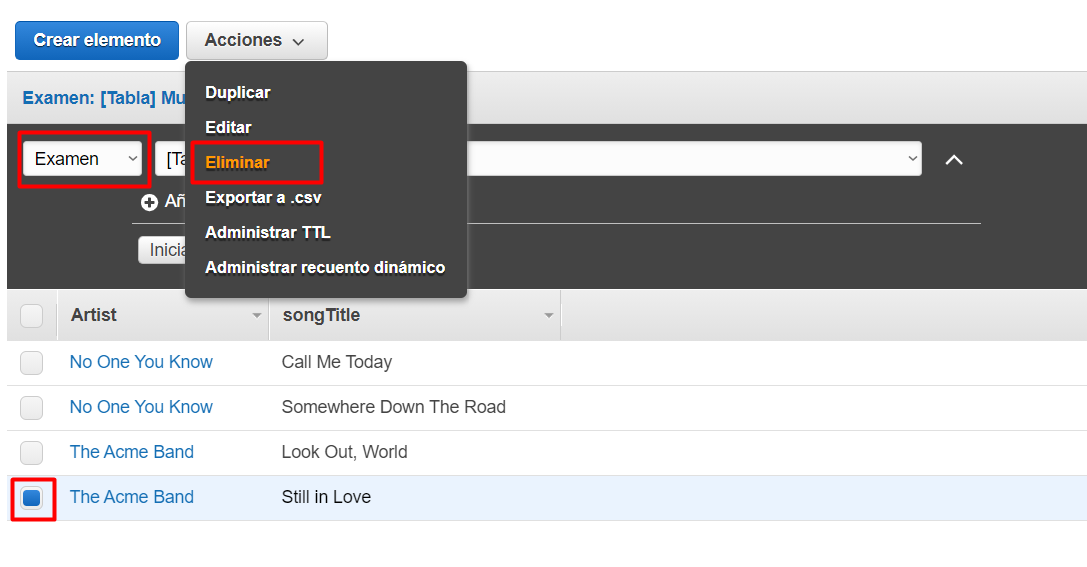 Crear elemento Acciones
Examen: [Tabla] Mu
Duplicar
Editar
Examen [Ta
Eliminar
Exportar a .csv
Administrar TTL
Administrar recuento dinámico
Artist songTitle
No One You Know Call Me Today
No One You Know Somewhere Down The Road
The Acme Band Look Out, World
The Acme Band Still in Love